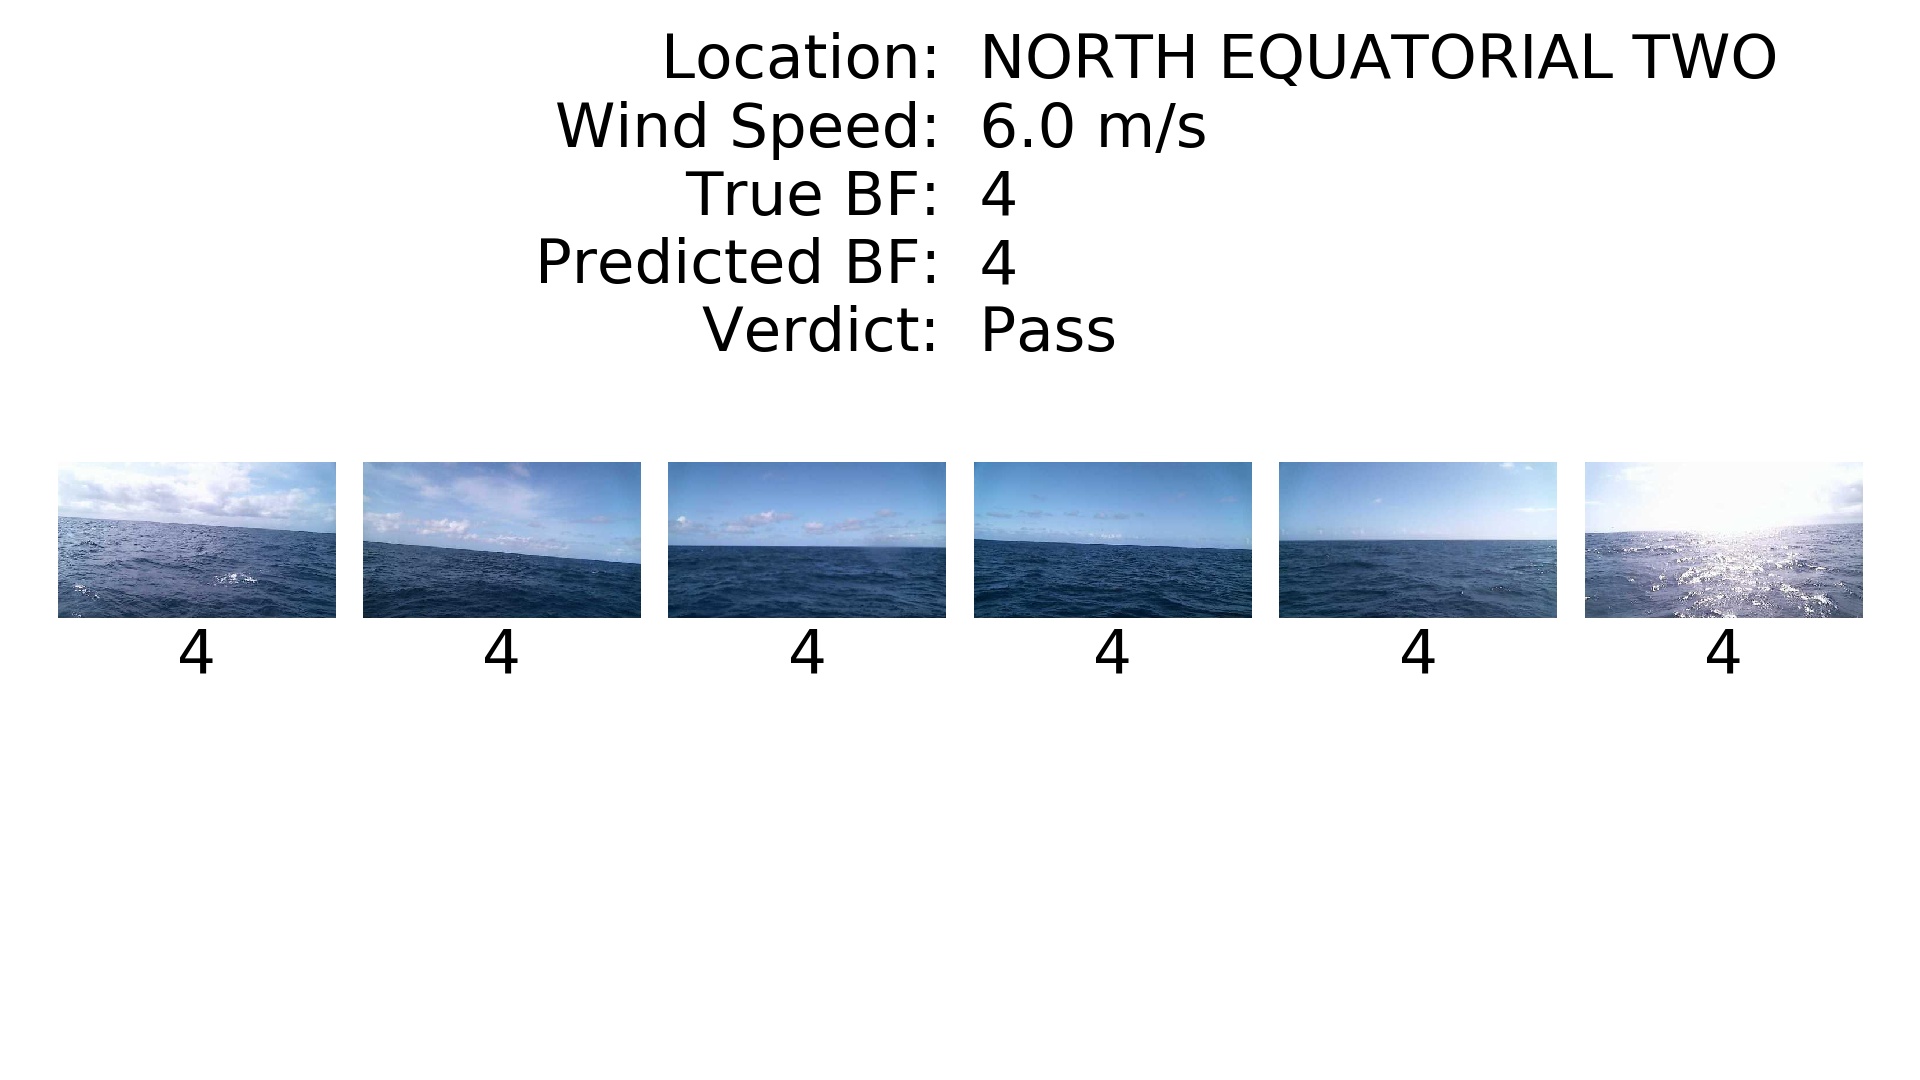 Location: NORTH EQUATORIAL TWO
Wind Speed: 6.0 m/s
True BF: 4
Predicted BF: 4
Verdict: Pass
4 4 4 4 4 4